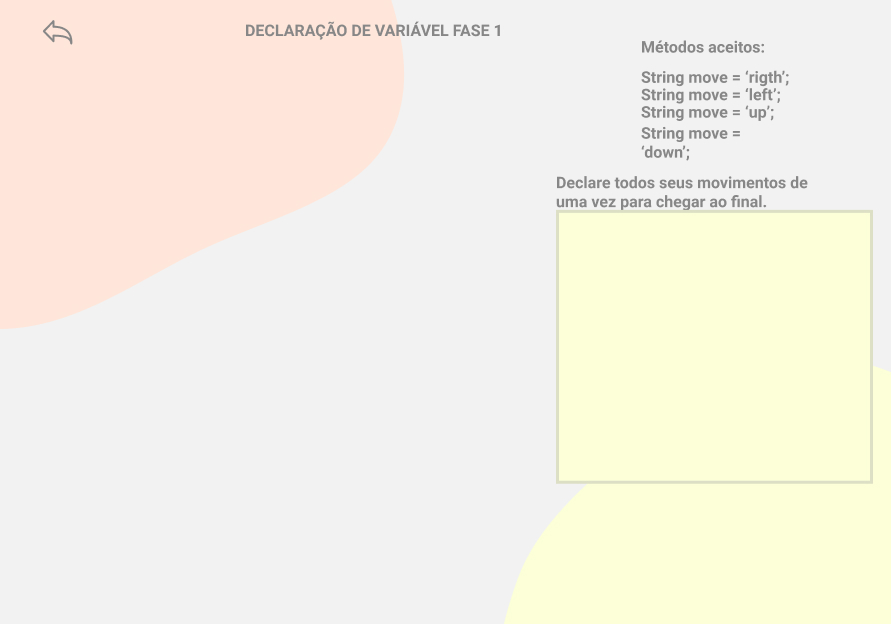 DECLARAÇÃO DE VARIÁVEL FASE 1
Métodos aceitos:
String move = ‘rigth’;
String move = ‘left’;
String move = ‘up’;
String move =
‘down’;
Declare todos seus movimentos de
uma vez para chegar ao final.